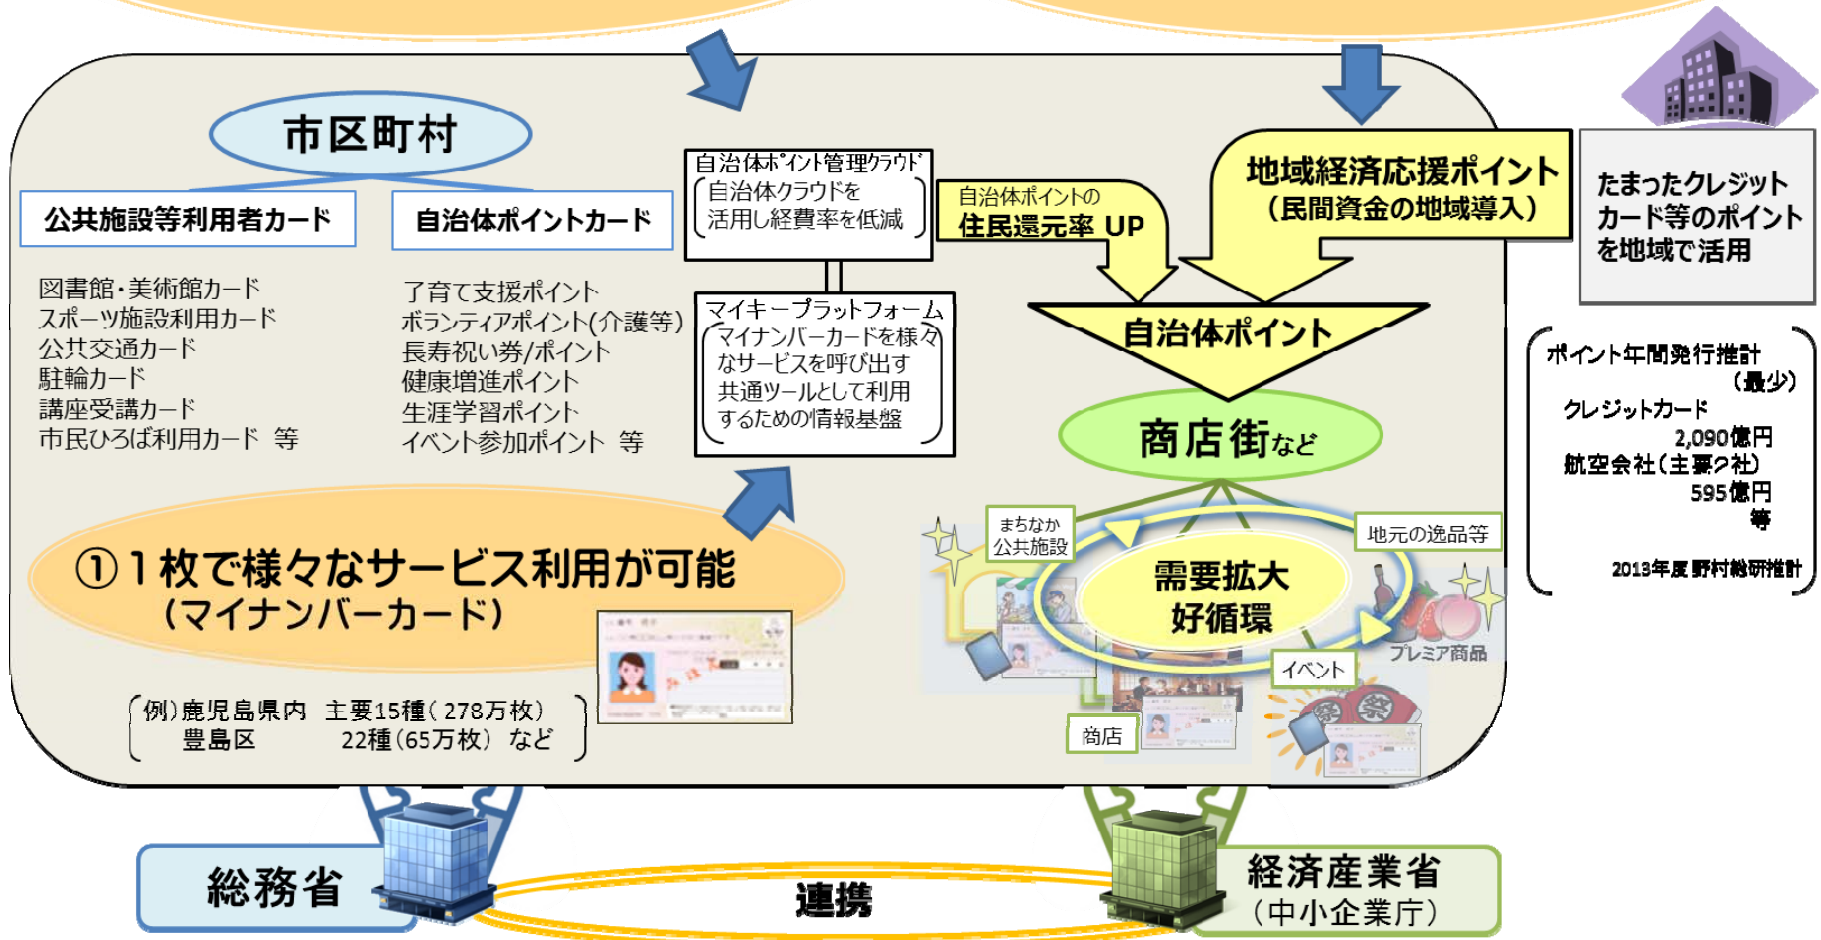 市区町村
公共施設等利用者カード
図書館・美術館カード
スポーツ施設利用カード
公共交通カード
駐輪カード
講座受講カード
市民ひろば利用カード 等
自治体ポイントカード
了育て支援ポイント
ボランティアポイント(介護等)
長寿祝い券/ポイント
健康増進ポイント
生涯学習ポイント
イベント参加ポイント 等
自治体ポイント管理クラウド
自治体クラウドを
活用し経費率を低減
マイキープラットフォーム
マイナンバーカードを様々
なサービスを呼び出す
共通ツールとして利用
するための情報基盤
自治体ポイントの
住民還元率 UP
地域経済応援ポイント
（民間資金の地域導入）
たまったクレジット
カード等のポイント
を地域で活用
自治体ポイント
商店街など
ポイント年間発行推計
（最少）
クレジットカード
2,090億円
航空会社（主要2社）
595億円
等
2013年度 野村総研推計
まちなか
公共施設
地元の逸品等
需要拡大
好循環
プレミア商品
イベント
祭
祭
商店
①１枚で様々なサービス利用が可能
（マイナンバーカード）
例）鹿児島県内 主要15種（278万枚）
豊島区 22種（65万枚） など
総務省
連携
経済産業省
（中小企業庁）